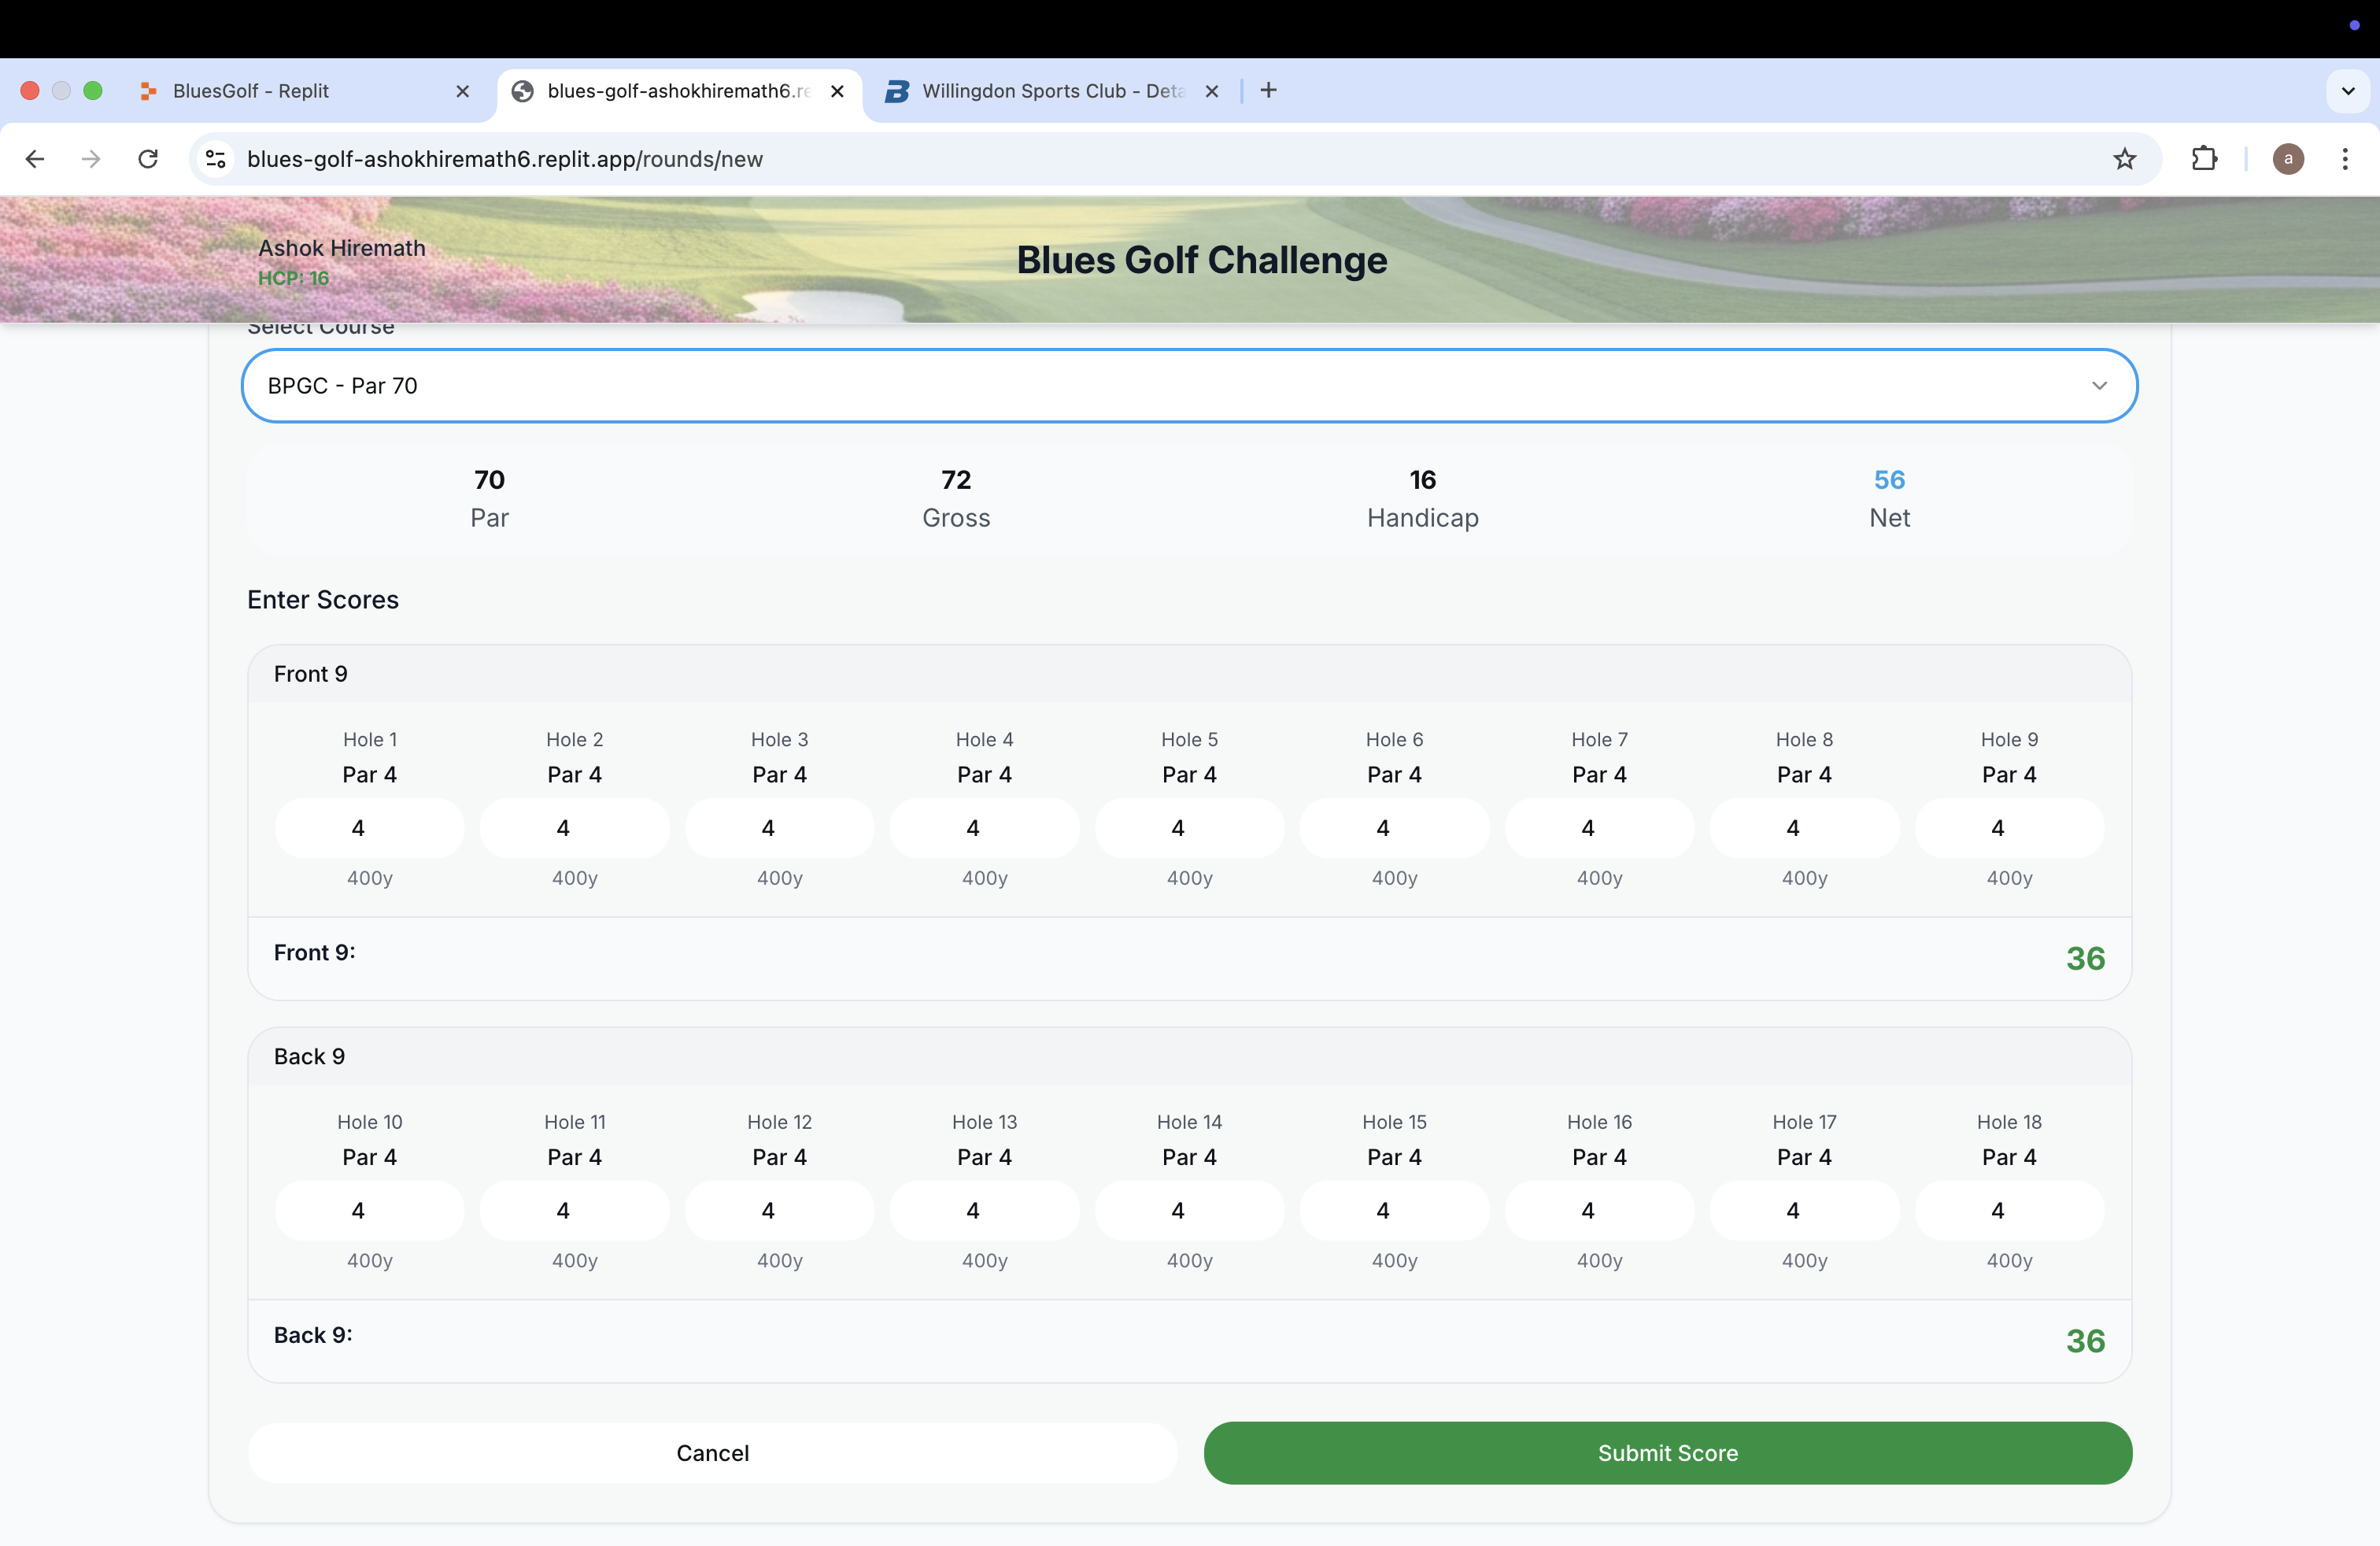 BluesGolf - Replit
blues-golf-ashokhiremath6.re
Willingdon Sports Club - Deta
blues-golf-ashokhiremath6.replit.app/rounds/new
a
Ashok Hiremath
HCP: 16
Blues Golf Challenge
Select Course
BPGC - Par 70
70 72 16 56
Par Gross Handicap Net
Enter Scores
Front 9
Hole 1 Hole 2 Hole 3 Hole 4 Hole 5 Hole 6 Hole 7 Hole 8 Hole 9
Par 4 Par 4 Par 4 Par 4 Par 4 Par 4 Par 4 Par 4 Par 4
4 4 4 4 4 4 4 4 4
400y 400y 400y 400y 400y 400y 400y 400y 400y
Front 9: 36
Back 9
Hole 10 Hole 11 Hole 12 Hole 13 Hole 14 Hole 15 Hole 16 Hole 17 Hole 18
Par 4 Par 4 Par 4 Par 4 Par 4 Par 4 Par 4 Par 4 Par 4
4 4 4 4 4 4 4 4 4
400y 400y 400y 400y 400y 400y 400y 400y 400y
Back 9: 36
Cancel Submit Score